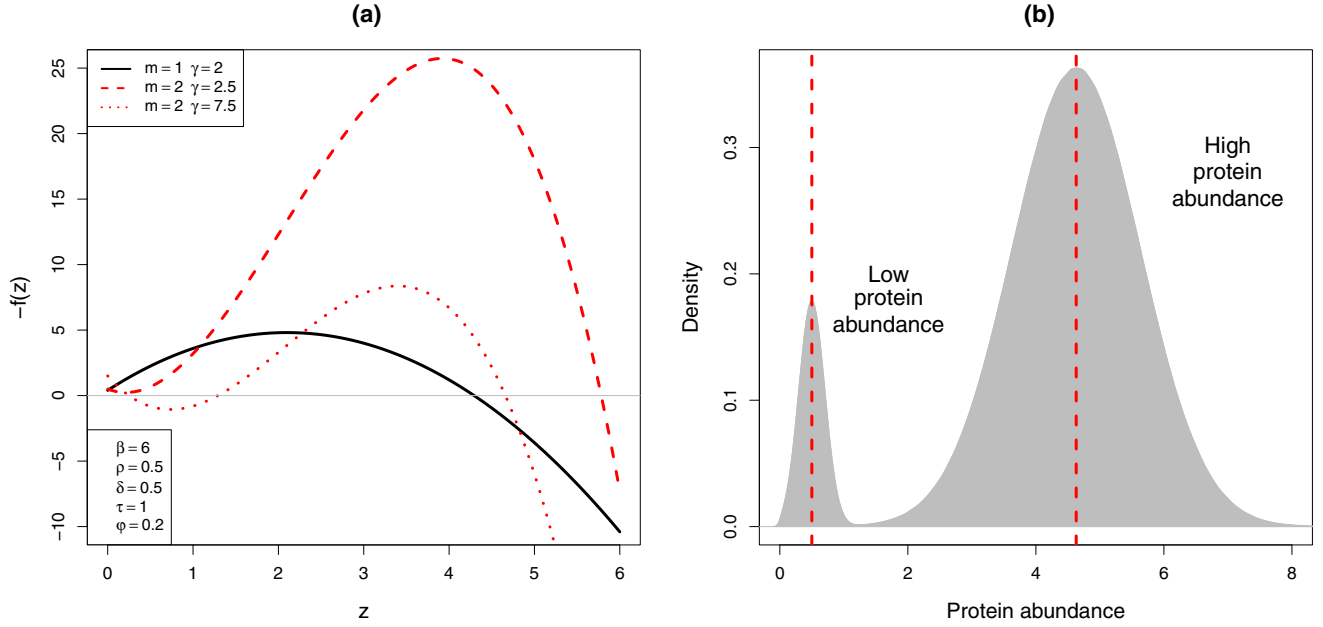 (a)
m = 1 γ = 2
m = 2 γ = 2.5
m = 2 γ = 7.5
β = 6
ρ = 0.5
δ = 0.5
τ = 1
φ = 0.2
−f(z)
25
20
15
10
5
0
−5
−10
0 1 2 3 4 5 6
z
(b)
High
protein
abundance
Low
protein
abundance
Density
0.3
0.2
0.1
0.0
0 2 4 6 8
Protein abundance